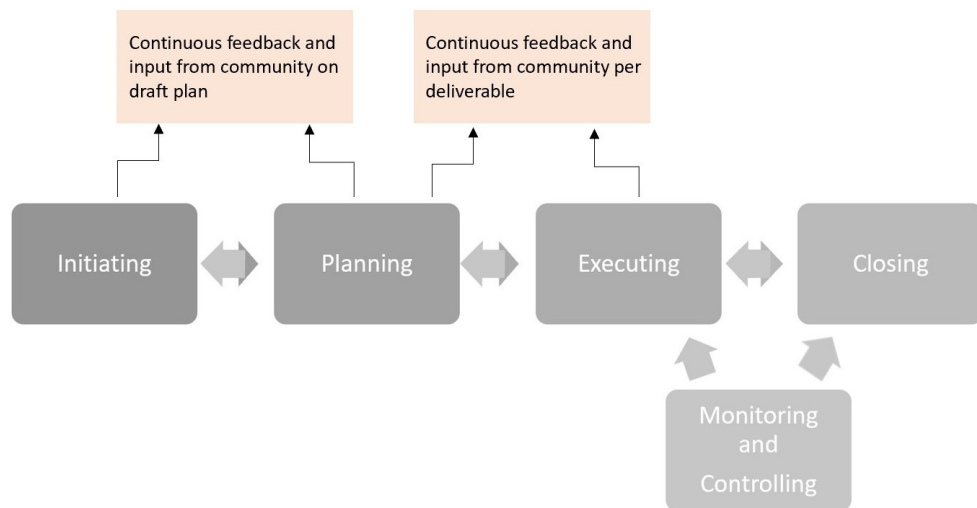 Continuous feedback and
input from community on
draft plan
Continuous feedback and
input from community per
deliverable
Initiating
Planning
Executing
Closing
Monitoring
and
Controlling